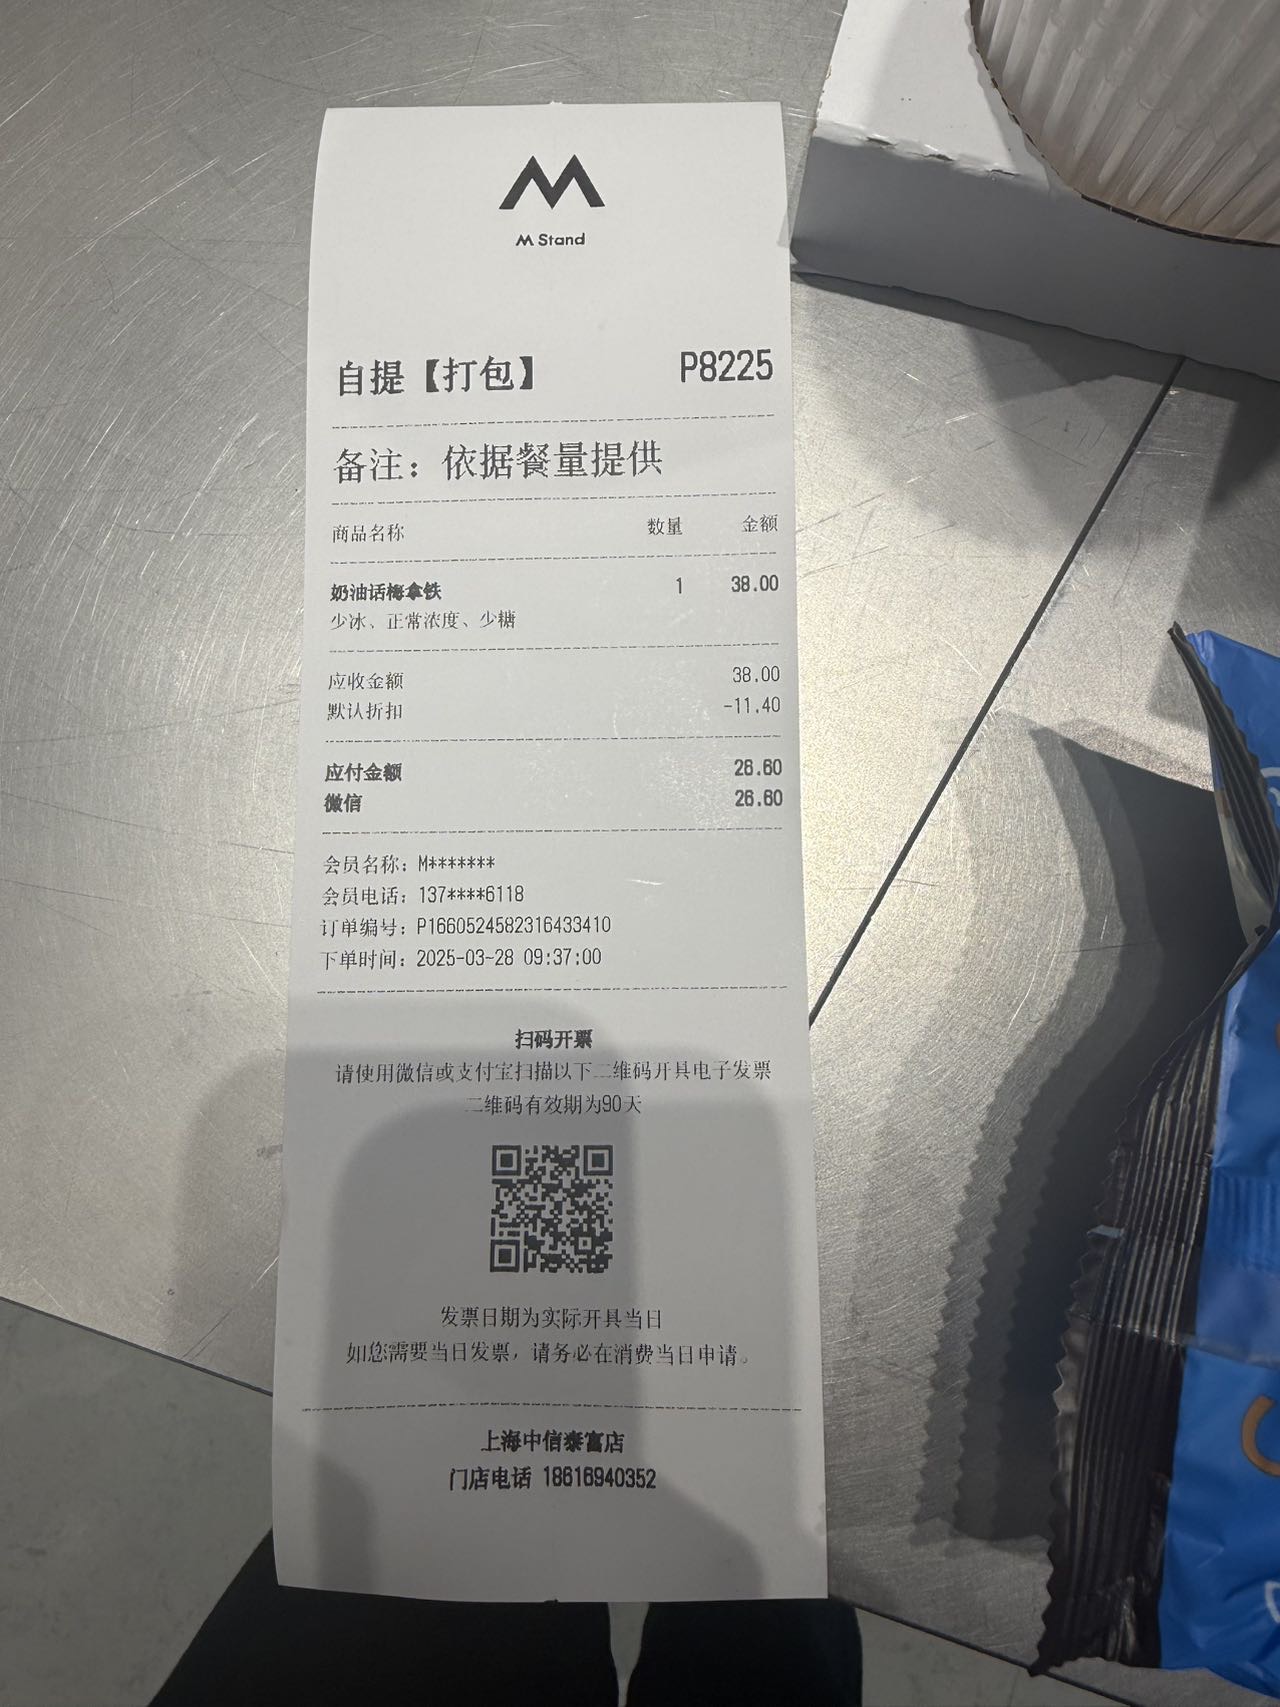 M Stand
自提【打包】 P8225
备注：依据餐量提供
商品名称 数量 金额
奶油话梅拿铁 1 38.00
少冰、正常浓度、少糖
应收金额 38.00
默认折扣 -11.40
应付金额 26.60
微信 26.60
会员名称：M*******
会员电话：137****6118
订单编号：P1660524582316433410
下单时间：2025-03-28 09:37:00
扫码开票
请使用微信或支付宝扫描以下二维码开具电子发票
二维码有效期为90天
发票日期为实际开具当日
如您需要当日发票，请务必在消费当日申请。
上海中信泰富店
门店电话 18616940352